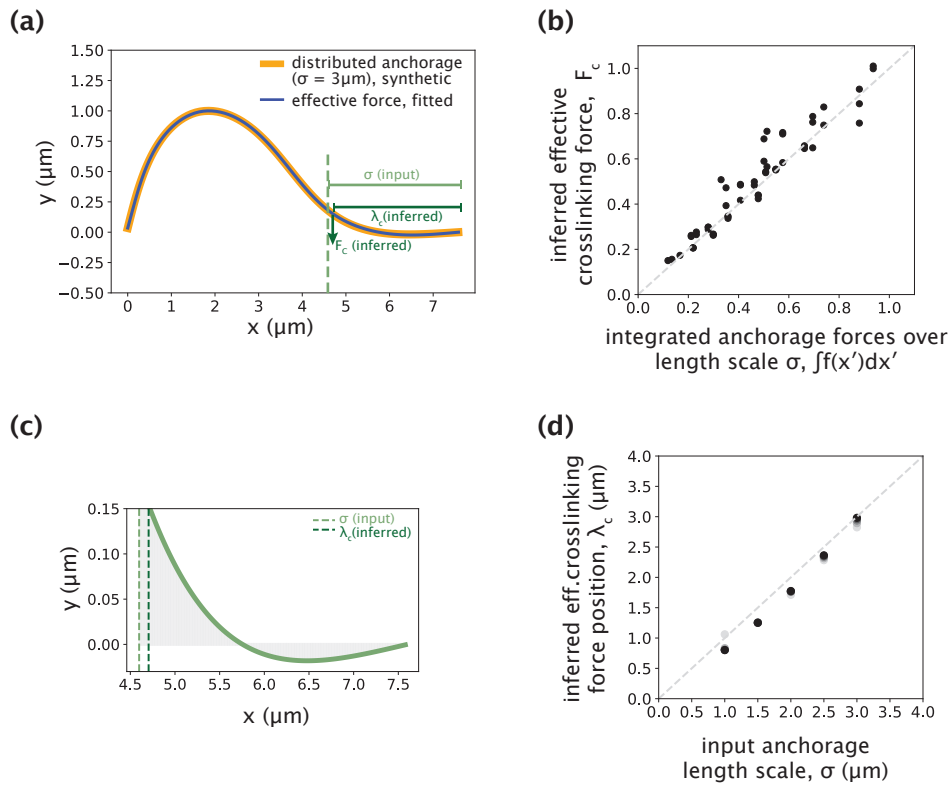 (a)
1.50
1.25
1.00
0.75
0.50
0.25
0.00
−0.25
−0.50
y (μm)
distributed anchorage
(σ = 3μm), synthetic
effective force, fitted
σ (input)
λc(inferred)
Fc (inferred)
0 1 2 3 4 5 6 7
x (μm)
(b)
inferred effective
crosslinking force, Fc
1.0
0.8
0.6
0.4
0.2
0.0
0.0 0.2 0.4 0.6 0.8 1.0
integrated anchorage forces over
length scale σ, ∫f(x′)dx′
(c)
0.15
0.10
0.05
0.00
y (μm)
σ (input)
λc(inferred)
4.5 5.0 5.5 6.0 6.5 7.0 7.5
x (μm)
(d)
inferred eff.crosslinking
force position, λc (μm)
4.0
3.5
3.0
2.5
2.0
1.5
1.0
0.5
0.0
0.0 0.5 1.0 1.5 2.0 2.5 3.0 3.5 4.0
input anchorage
length scale, σ (μm)